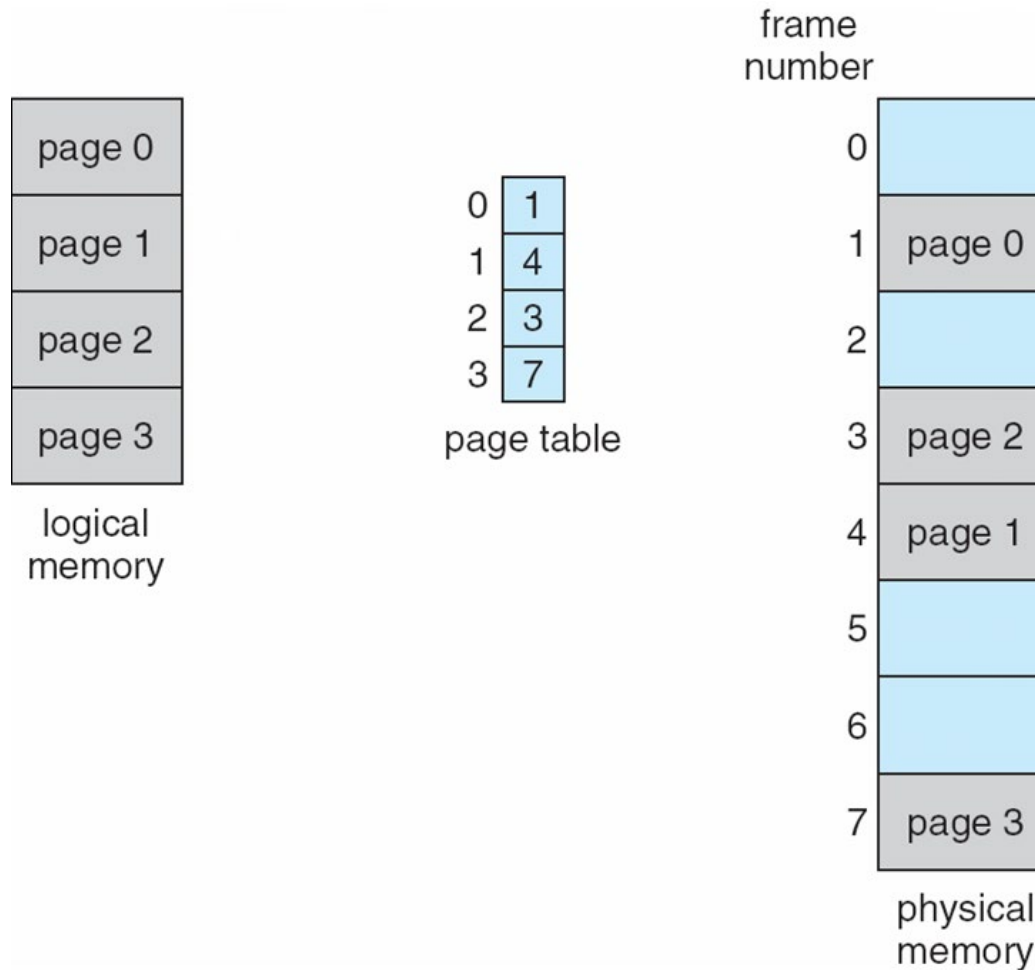 page 0
page 1
page 2
page 3
logical
memory
0 1
1 4
2 3
3 7
page table
frame
number
0
1 page 0
2
3 page 2
4 page 1
5
6
7 page 3
physical
memory